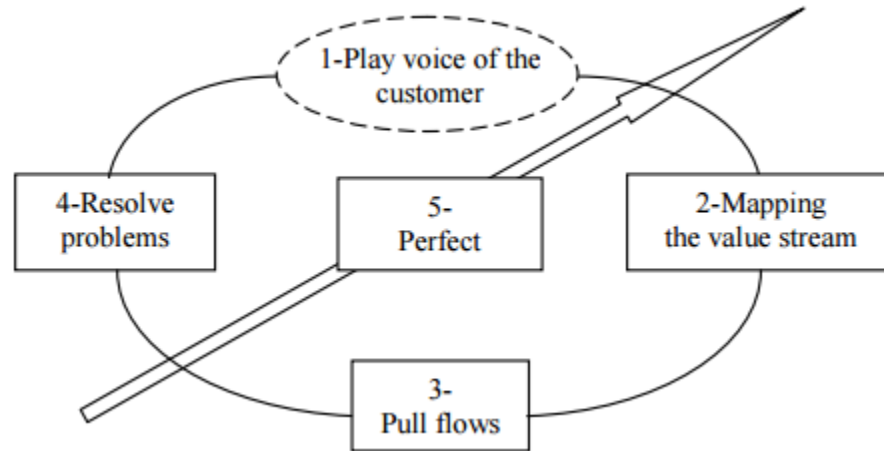 1-Play voice of the
customer
4-Resolve
problems
5-
Perfect
2-Mapping
the value stream
3-
Pull flows